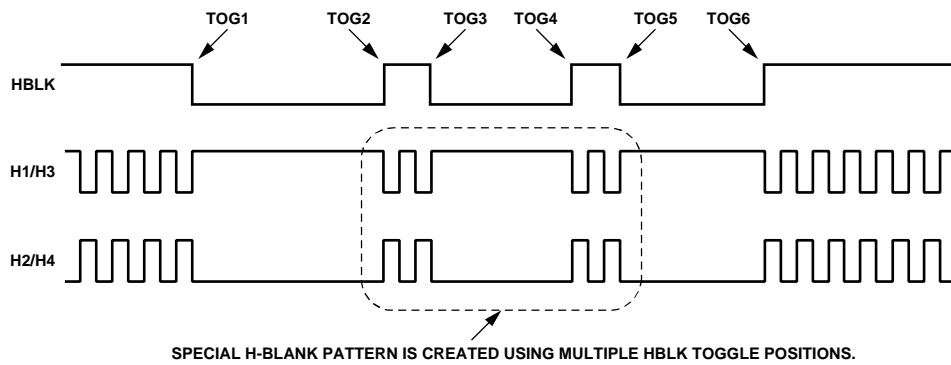 TOG1 TOG2 TOG3 TOG4 TOG5 TOG6
HBLK
H1/H3
H2/H4
SPECIAL H-BLANK PATTERN IS CREATED USING MULTIPLE HBLK TOGGLE POSITIONS.